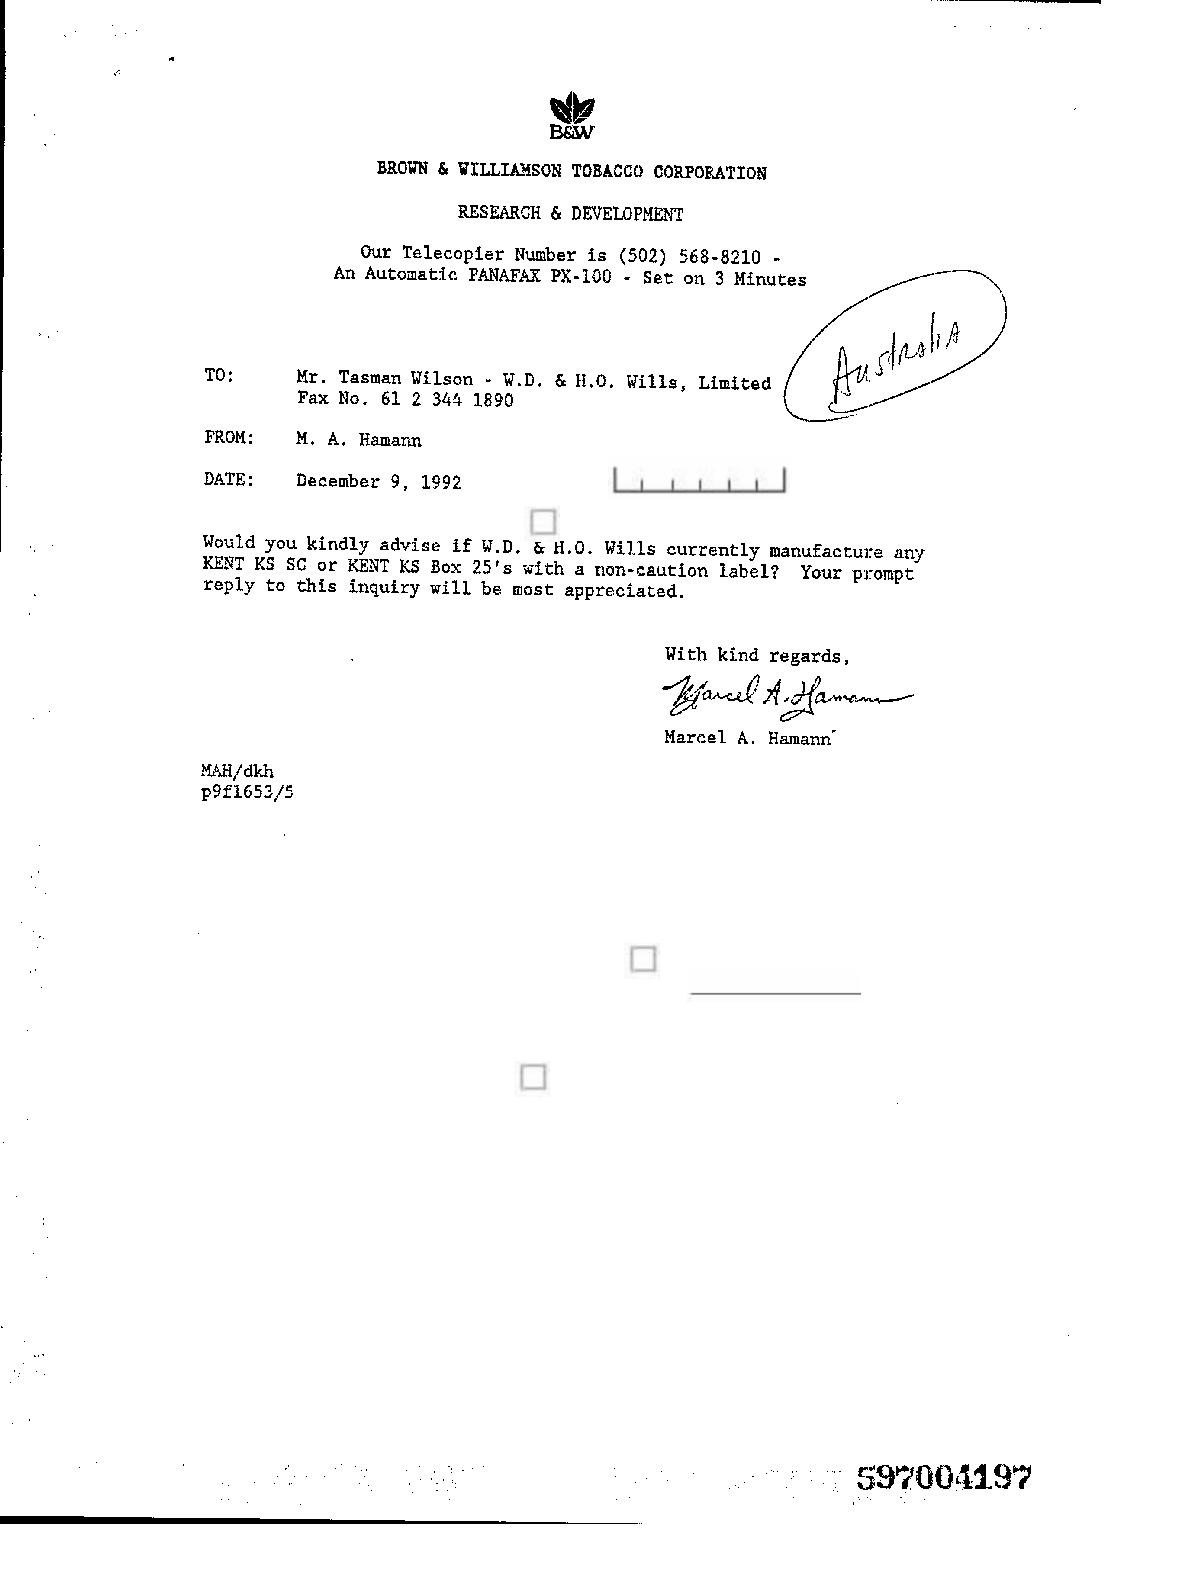 B&W
BROWN & WILLIAMSON TOBACCO CORPORATION
RESEARCH & DEVELOPMENT
Our Telecopier Number is (502) 568-8210 -
An Automatic PANAFAX PX-100 - Set on 3 Minutes
Australia
TO: Mr. Tasman Wilson - W.D. & H.O. Wills, Limited
Fax No. 61 2 344 1890
FROM: M. A. Hamann
DATE: December 9, 1992
Would you kindly advise if W.D. & H.O. Wills currently manufacture any
KENT KS SC or KENT KS Box 25's with a non-caution label? Your prompt
reply to this inquiry will be most appreciated.
With kind regards,
Marcel A. Hamann
Marcel A. Hamann
MAH/dkh
p9f1653/5
597004197